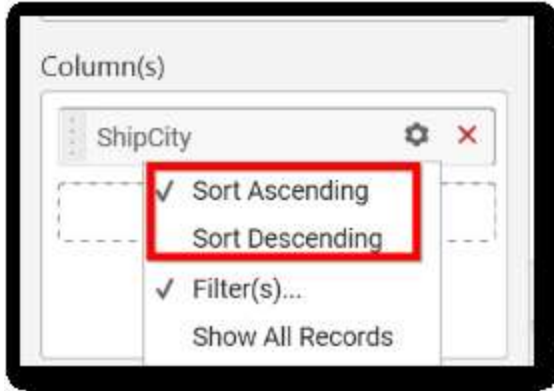 Column(s)
ShipCity
Sort Ascending
Sort Descending
Filter(s)...
Show All Records